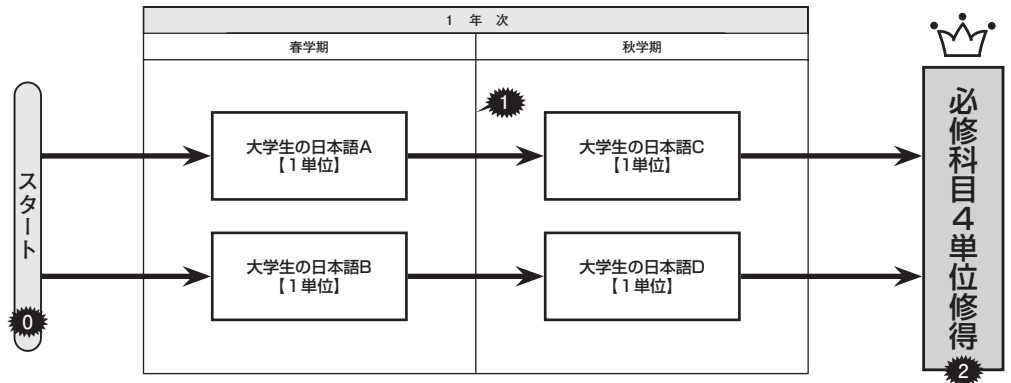 1 年 次
春学期
秋学期
1
大学生の日本語A
【1単位】
大学生の日本語C
【1単位】
スタート
大学生の日本語B
【1単位】
大学生の日本語D
【1単位】
0
必修科目4単位修得
2